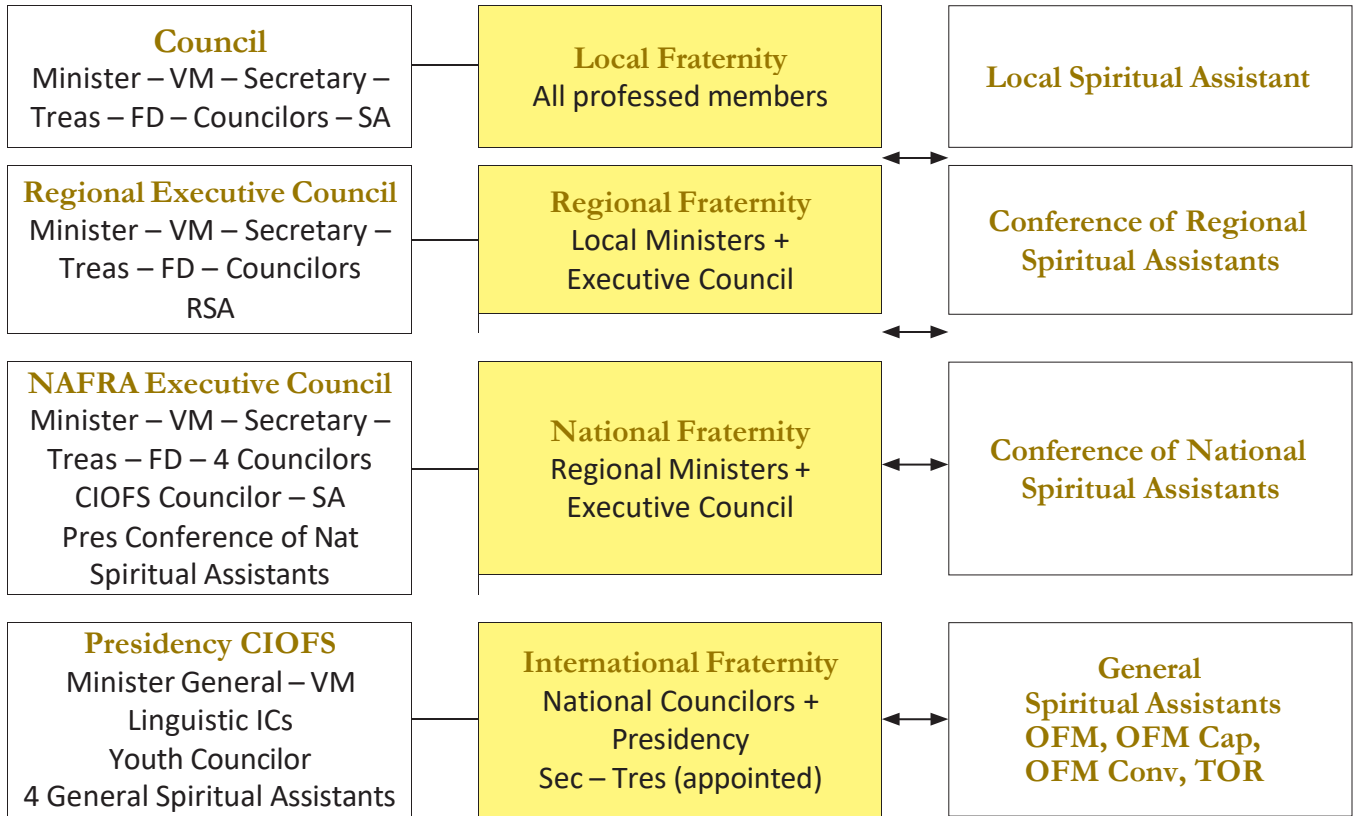 Council
Minister – VM – Secretary –
Treas – FD – Councilors – SA
Local Fraternity
All professed members
Local Spiritual Assistant
Regional Executive Council
Minister – VM – Secretary –
Treas – FD – Councilors
RSA
Regional Fraternity
Local Ministers +
Executive Council
Conference of Regional
Spiritual Assistants
NAFRA Executive Council
Minister – VM – Secretary –
Treas – FD – 4 Councilors
CIOFS Councilor – SA
Pres Conference of Nat
Spiritual Assistants
National Fraternity
Regional Ministers +
Executive Council
Conference of National
Spiritual Assistants
Presidency CIOFS
Minister General – VM
Linguistic ICs
Youth Councilor
4 General Spiritual Assistants
International Fraternity
National Councilors +
Presidency
Sec – Tres (appointed)
General
Spiritual Assistants
OFM, OFM Cap,
OFM Conv, TOR